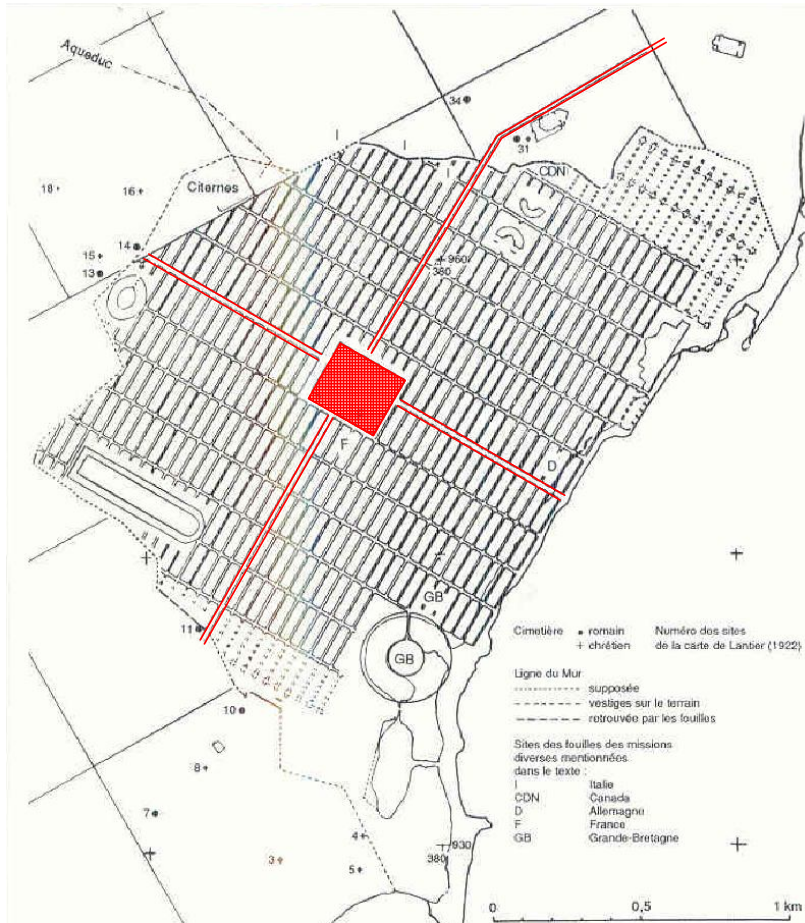 Aqueduc
34
I
I
31
I
CDN
18
16
Citernes
14
15
13
960
380
F
D
GB
11
GB
10
8
7
4
930
380
3
5
Cimetière • romain Numéro des sites
+ chrétien de la carte de Lantier (1922)
Ligne du Mur
supposée
vestiges sur le terrain
retrouvée par les fouilles
Sites des fouilles des missions
diverses mentionnées
dans le texte :
I Italie
CDN Canada
D Allemagne
F France
GB Grande-Bretagne
0 0,5 1 km